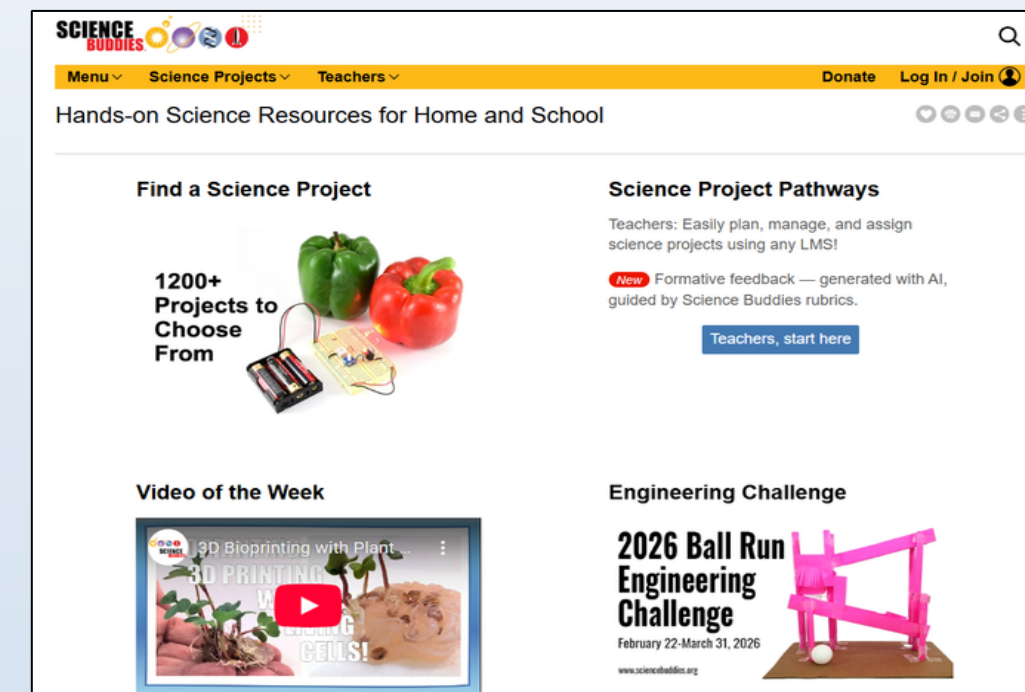 SCIENCE
BUDDIES
Menu
Science Projects
Teachers
Donate
Log In / Join
Hands-on Science Resources for Home and School
Find a Science Project
1200+
Projects to
Choose
From
Science Project Pathways
Teachers: Easily plan, manage, and assign
science projects using any LMS!
New Formative feedback — generated with AI,
guided by Science Buddies rubrics.
Teachers, start here
Video of the Week
3D Bioprinting with Plant ...
3D PRINTING
LIVING
CELLS!
Engineering Challenge
2026 Ball Run
Engineering
Challenge
February 22-March 31, 2026
www.sciencebuddies.org